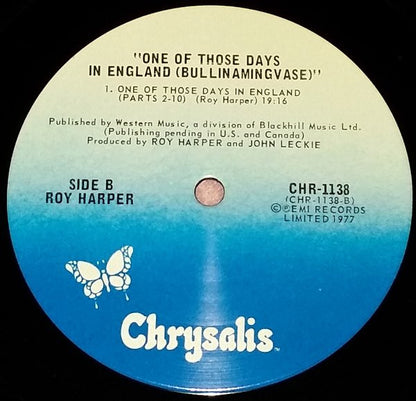 "ONE OF THOSE DAYS
IN ENGLAND (BULLINAMINGVASE)"
1. ONE OF THOSE DAYS IN ENGLAND
(PARTS 2-10) (Roy Harper) 19:16
Published by Western Music, a division of Blackhill Music Ltd.
(Publishing pending in U.S. and Canada)
Produced by ROY HARPER and JOHN LECKIE
SIDE B
ROY HARPER
CHR-1138
(CHR-1138-B)
©℗EMI RECORDS
LIMITED 1977
Chrysalis™